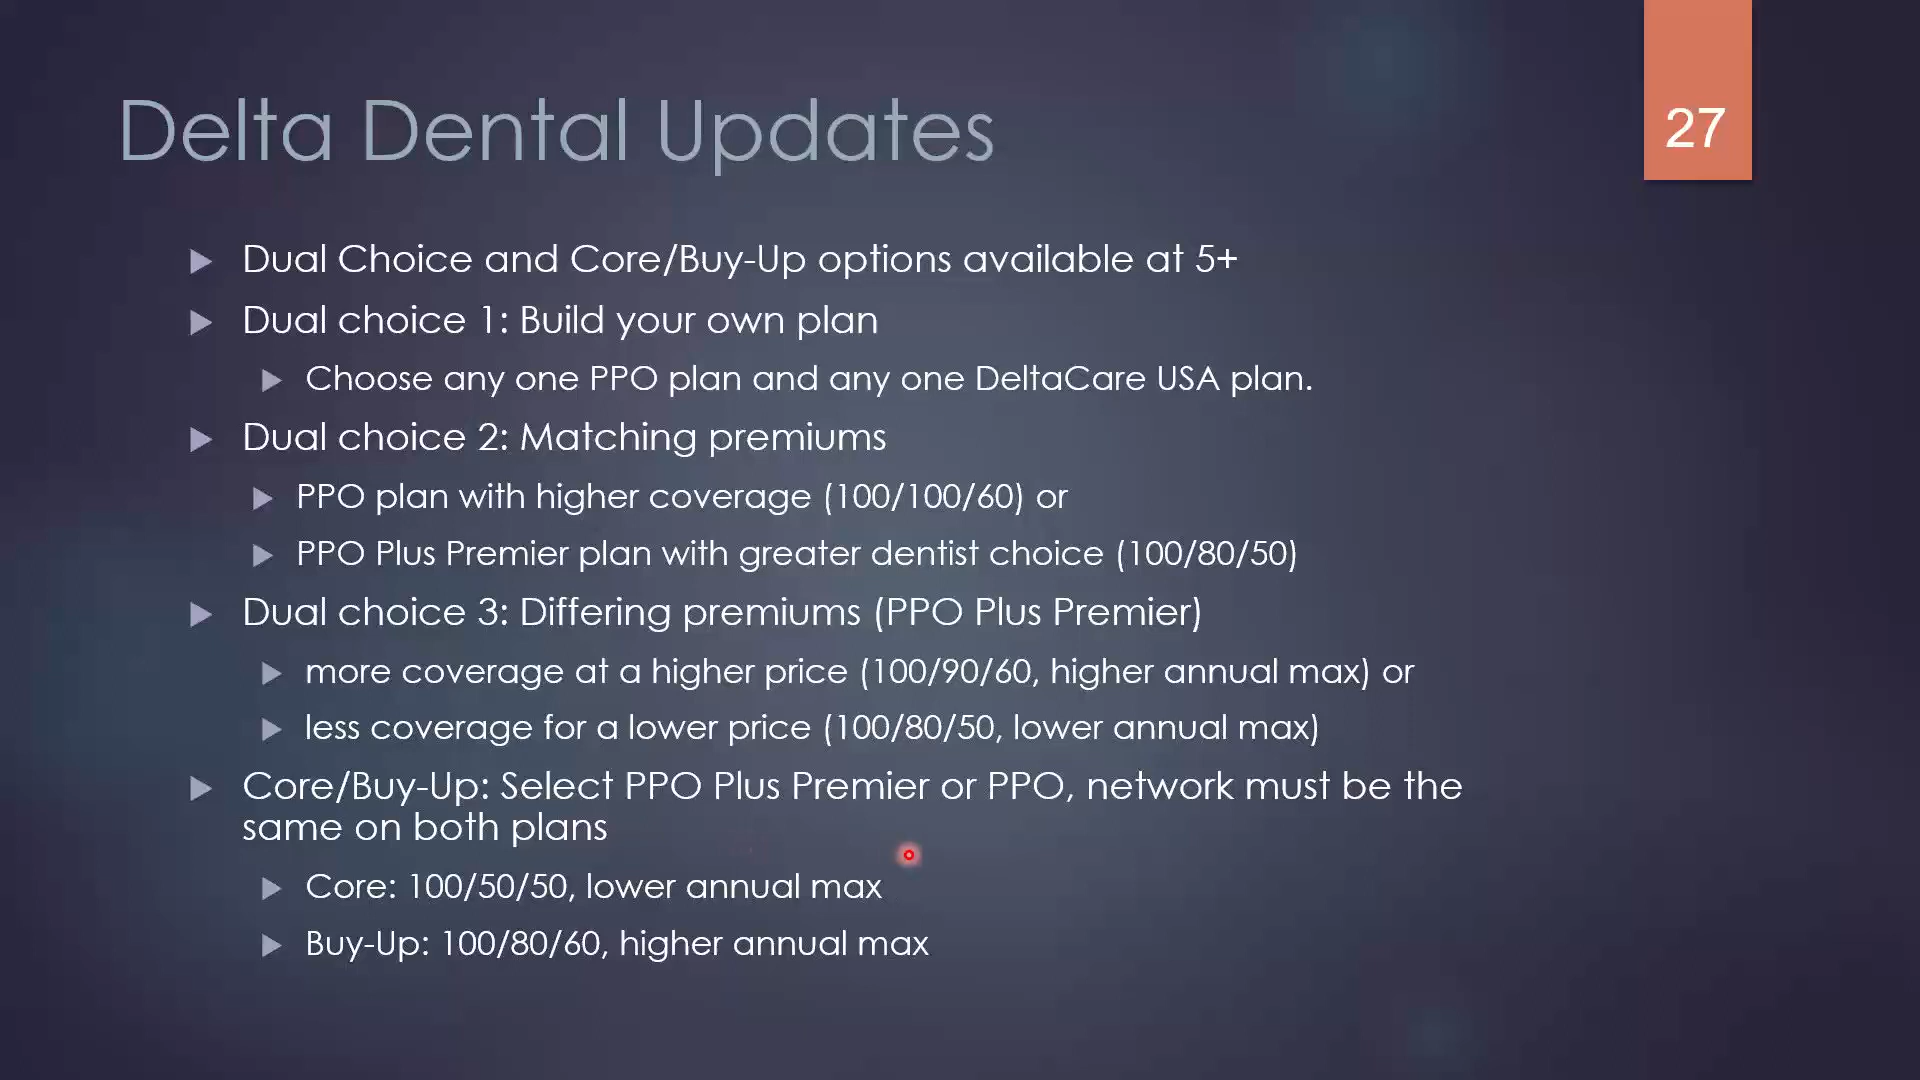 Delta Dental Updates
27
Dual Choice and Core/Buy-Up options available at 5+
Dual choice 1: Build your own plan
Choose any one PPO plan and any one DeltaCare USA plan.
Dual choice 2: Matching premiums
PPO plan with higher coverage (100/100/60) or
PPO Plus Premier plan with greater dentist choice (100/80/50)
Dual choice 3: Differing premiums (PPO Plus Premier)
more coverage at a higher price (100/90/60, higher annual max) or
less coverage for a lower price (100/80/50, lower annual max)
Core/Buy-Up: Select PPO Plus Premier or PPO, network must be the
same on both plans
Core: 100/50/50, lower annual max
Buy-Up: 100/80/60, higher annual max